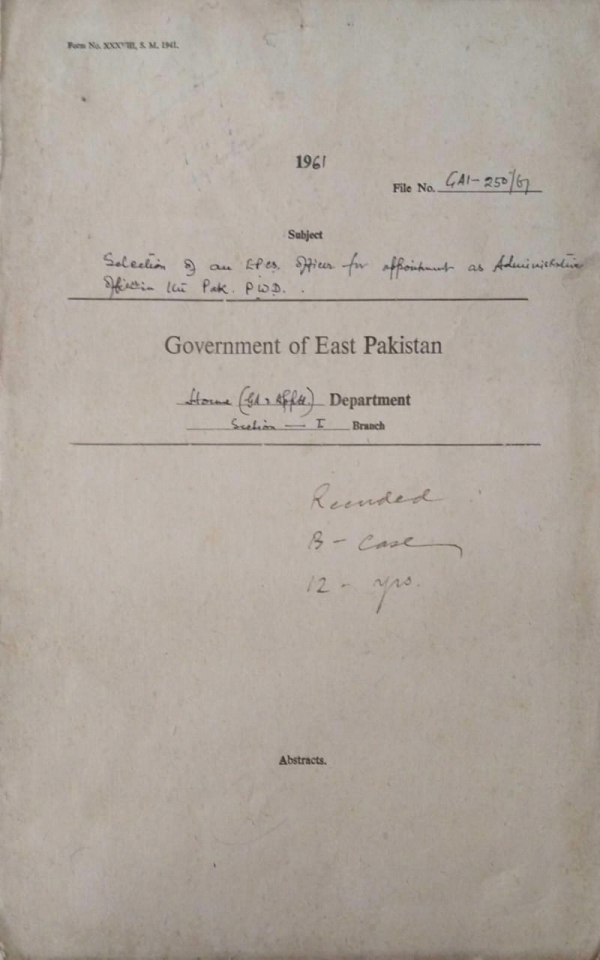 Form No. XXXVIII, S. M. 1941.
1961
File No. GAI-250/61
Subject
Selection of an EPCS. officer for appointment as Administrative
Officer in the Pak. P.W.D.
Government of East Pakistan
Home (GA & Apptt.) Department
Section — I Branch
Recorded
B - Case
12 - yrs.
Abstracts.